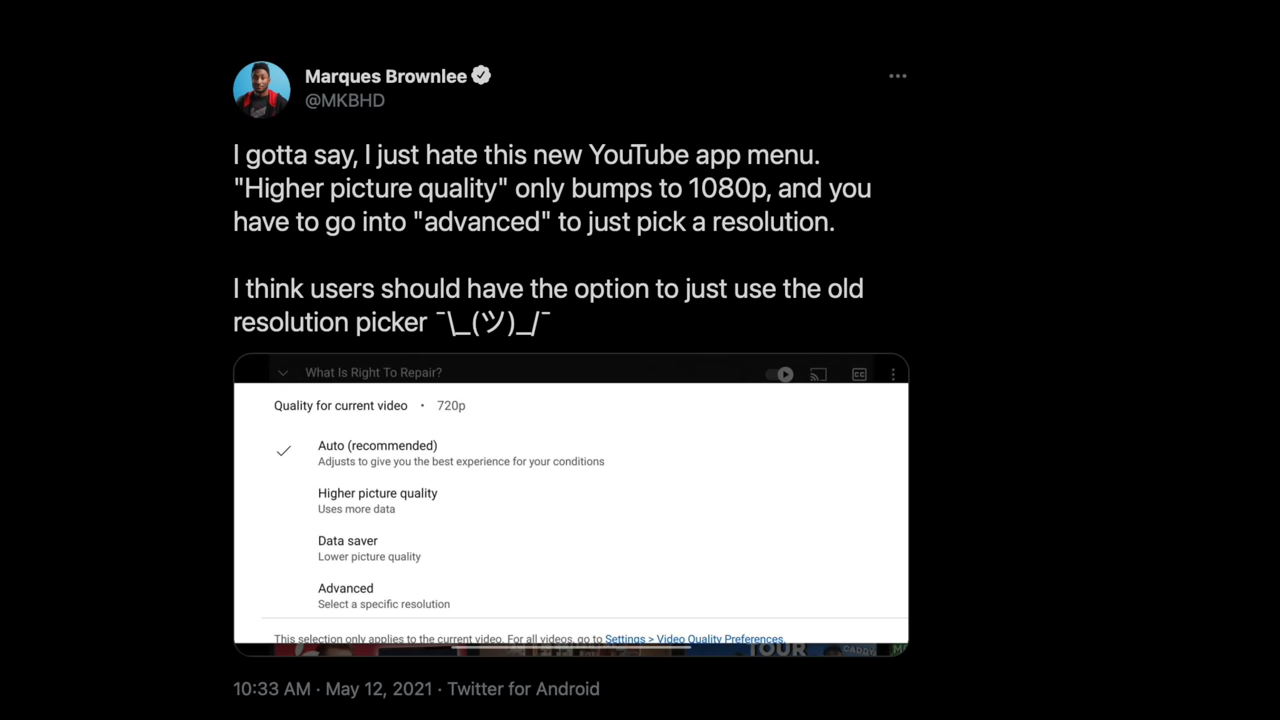 Marques Brownlee
@MKBHD
I gotta say, I just hate this new YouTube app menu.
"Higher picture quality" only bumps to 1080p, and you
have to go into "advanced" to just pick a resolution.
I think users should have the option to just use the old
resolution picker ¯\_(ツ)_/¯
What Is Right To Repair?
CC
Quality for current video • 720p
Auto (recommended)
Adjusts to give you the best experience for your conditions
Higher picture quality
Uses more data
Data saver
Lower picture quality
Advanced
Select a specific resolution
This selection only applies to the current video. For all videos, go to Settings > Video Quality Preferences.
TOUR
CADDY
10:33 AM · May 12, 2021 · Twitter for Android